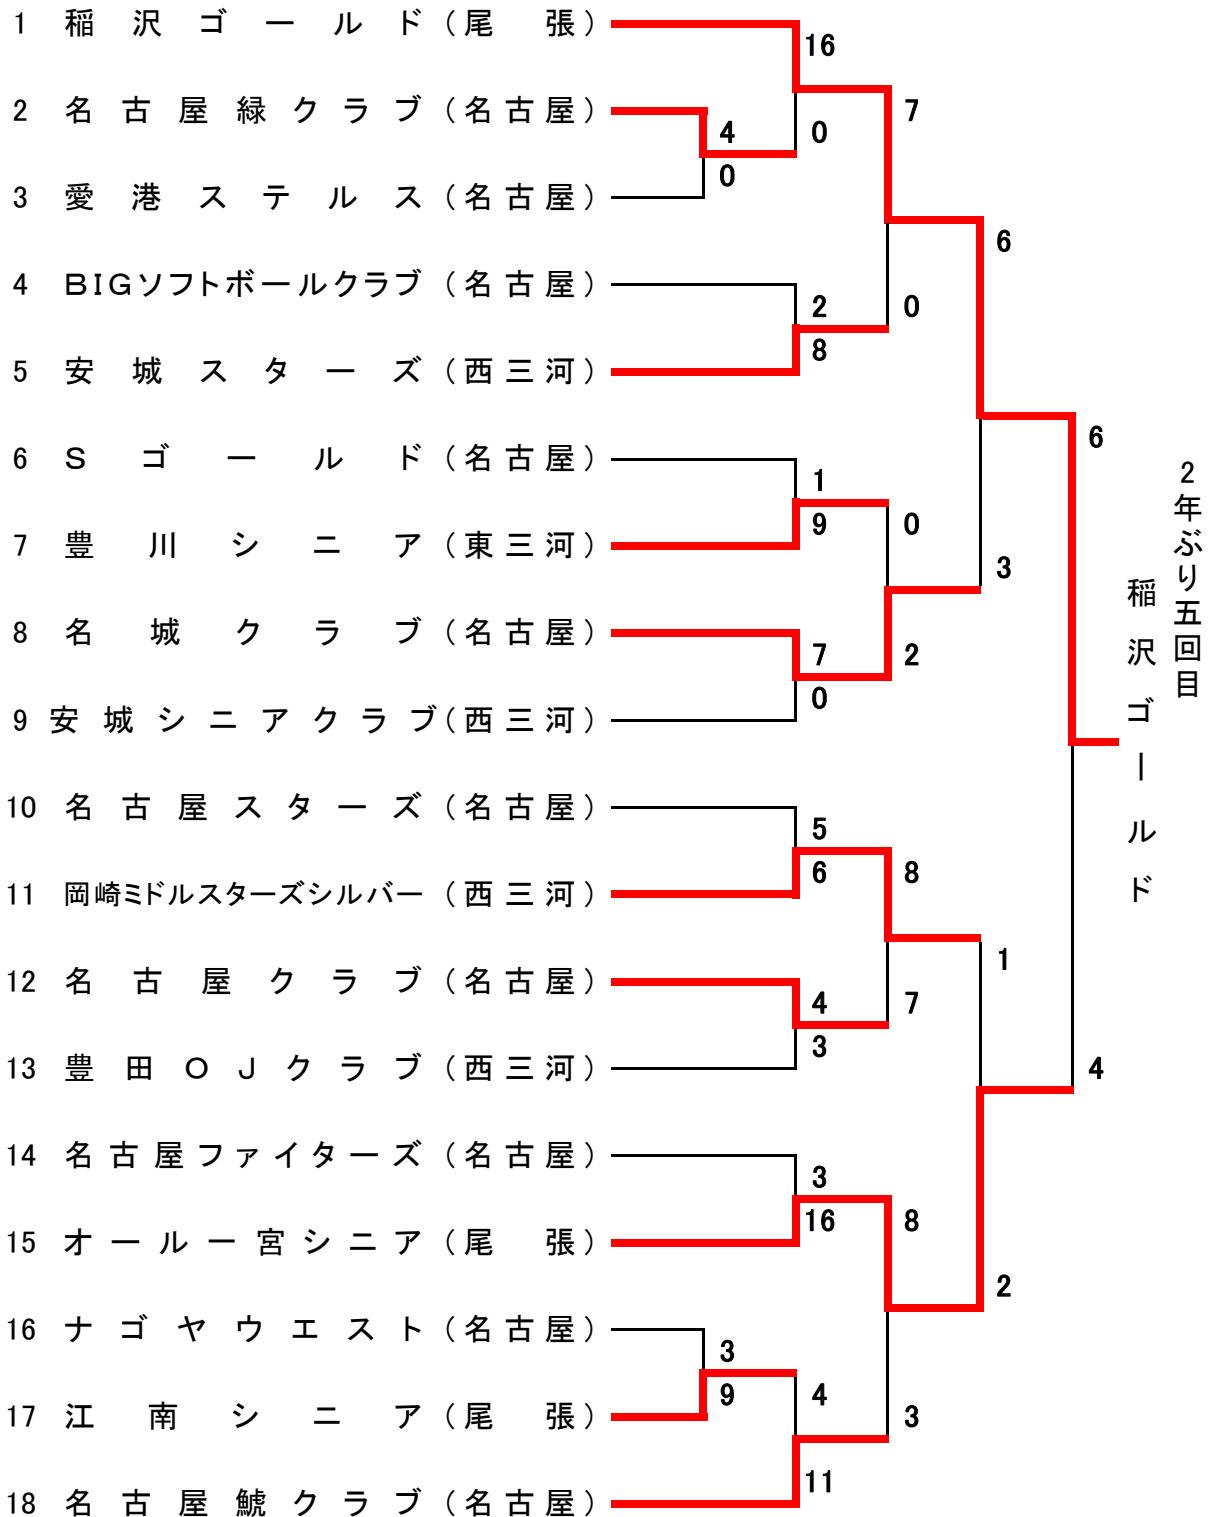 1 稲沢ゴールド(尾張)
16
2 名古屋緑クラブ(名古屋)
7
4
0
0
3 愛港ステルス(名古屋)
6
4 BIGソフトボールクラブ(名古屋)
2
0
8
5 安城スターズ(西三河)
6
6 Sゴールド(名古屋)
1
9
0
7 豊川シニア(東三河)
3
8 名城クラブ(名古屋)
7
2
0
9 安城シニアクラブ(西三河)
2年ぶり五回目
稲沢ゴールド
10 名古屋スターズ(名古屋)
5
6
8
11 岡崎ミドルスターズシルバー(西三河)
1
12 名古屋クラブ(名古屋)
4
7
3
13 豊田OJクラブ(西三河)
4
14 名古屋ファイターズ(名古屋)
3
16
8
15 オール一宮シニア(尾張)
2
16 ナゴヤウエスト(名古屋)
3
9
4
3
17 江南シニア(尾張)
11
18 名古屋鯱クラブ(名古屋)